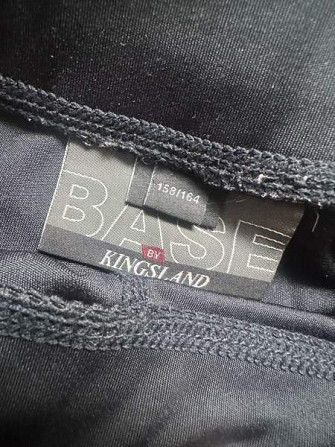 158/164
BASE
BY
KINGSLAND